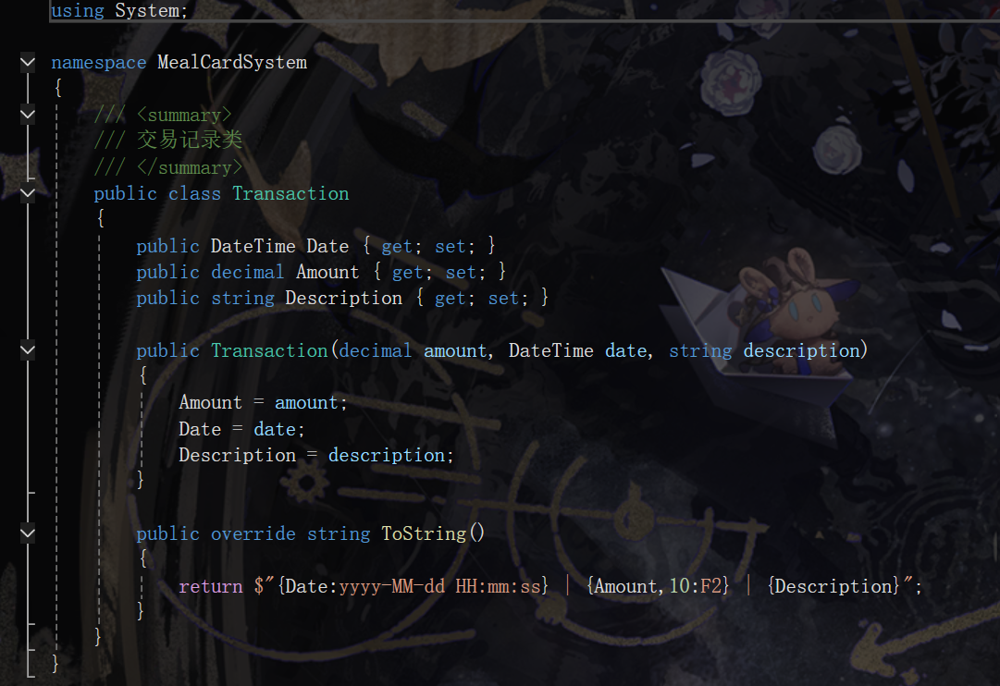 using System;
namespace MealCardSystem
{
/// <summary>
/// 交易记录类
/// </summary>
public class Transaction
{
public DateTime Date { get; set; }
public decimal Amount { get; set; }
public string Description { get; set; }
public Transaction(decimal amount, DateTime date, string description)
{
Amount = amount;
Date = date;
Description = description;
}
public override string ToString()
{
return $"{Date:yyyy-MM-dd HH:mm:ss} | {Amount,10:F2} | {Description}";
}
}
}